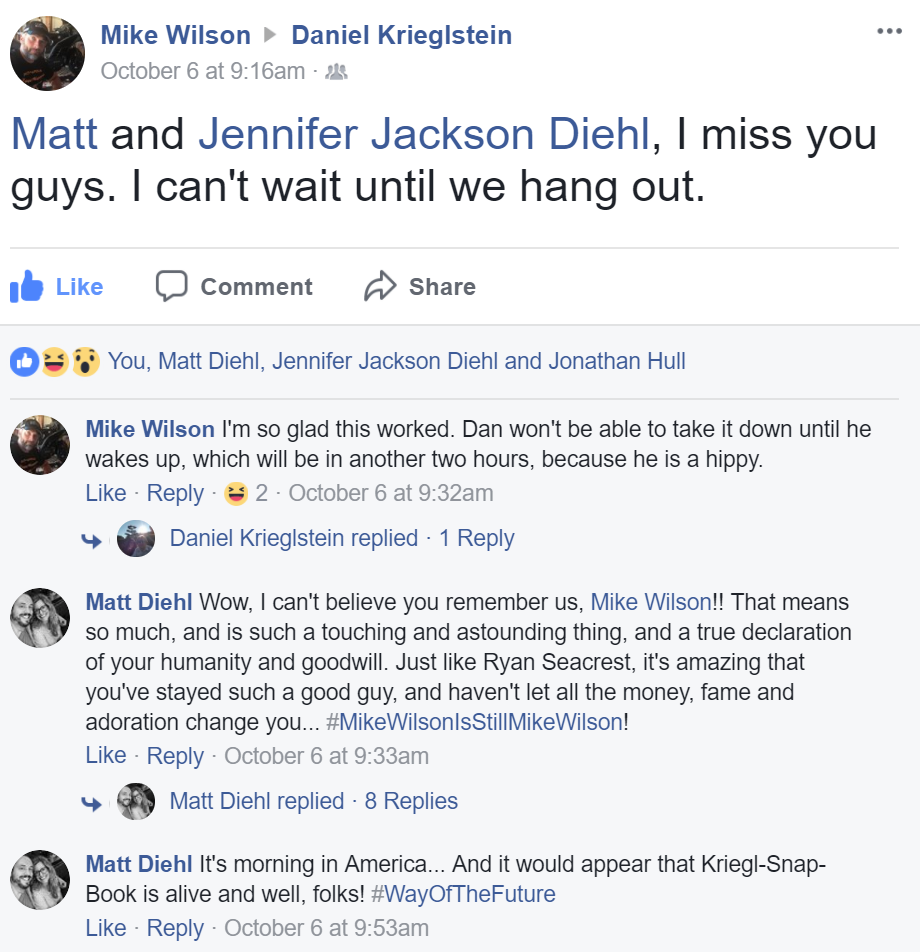 Mike Wilson ▶ Daniel Krieglstein
October 6 at 9:16am ·
Matt and Jennifer Jackson Diehl, I miss you
guys. I can't wait until we hang out.
Like Comment Share
You, Matt Diehl, Jennifer Jackson Diehl and Jonathan Hull
Mike Wilson I'm so glad this worked. Dan won't be able to take it down until he
wakes up, which will be in another two hours, because he is a hippy.
Like · Reply · 2 · October 6 at 9:32am
Daniel Krieglstein replied · 1 Reply
Matt Diehl Wow, I can't believe you remember us, Mike Wilson!! That means
so much, and is such a touching and astounding thing, and a true declaration
of your humanity and goodwill. Just like Ryan Seacrest, it's amazing that
you've stayed such a good guy, and haven't let all the money, fame and
adoration change you... #MikeWilsonIsStillMikeWilson!
Like · Reply · October 6 at 9:33am
Matt Diehl replied · 8 Replies
Matt Diehl It's morning in America... And it would appear that Kriegl-Snap-
Book is alive and well, folks! #WayOfTheFuture
Like · Reply · October 6 at 9:53am